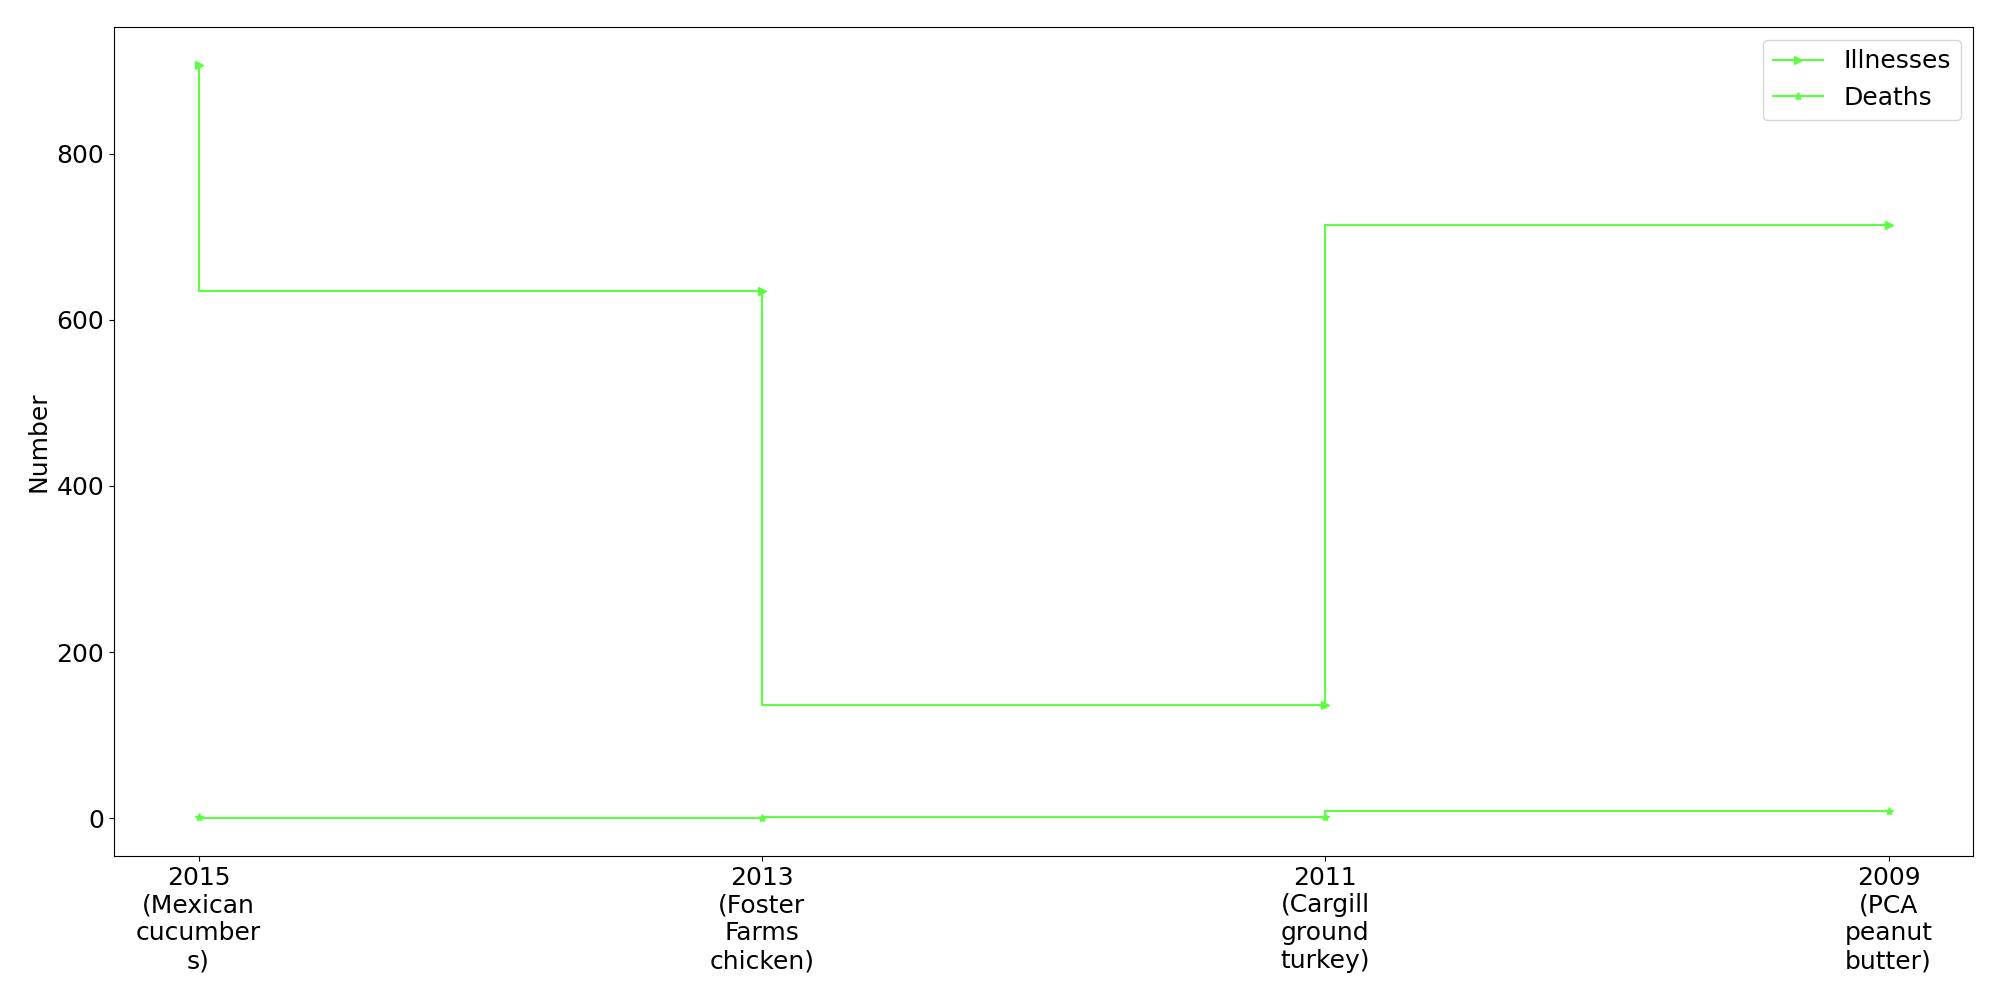 Illnesses
Deaths
Number
800
600
400
200
0
2015
(Mexican
cucumber
s)
2013
(Foster
Farms
chicken)
2011
(Cargill
ground
turkey)
2009
(PCA
peanut
butter)